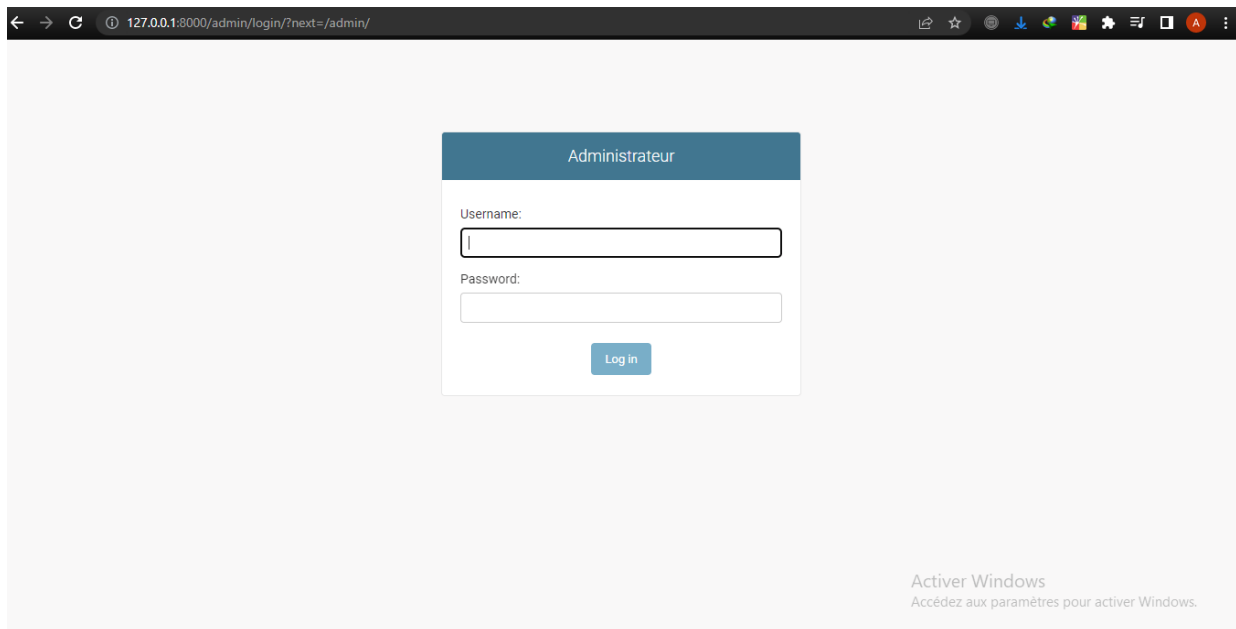 127.0.0.1:8000/admin/login/?next=/admin/
A
Administrateur
Username:
Password:
Log in
Activer Windows
Accédez aux paramètres pour activer Windows.